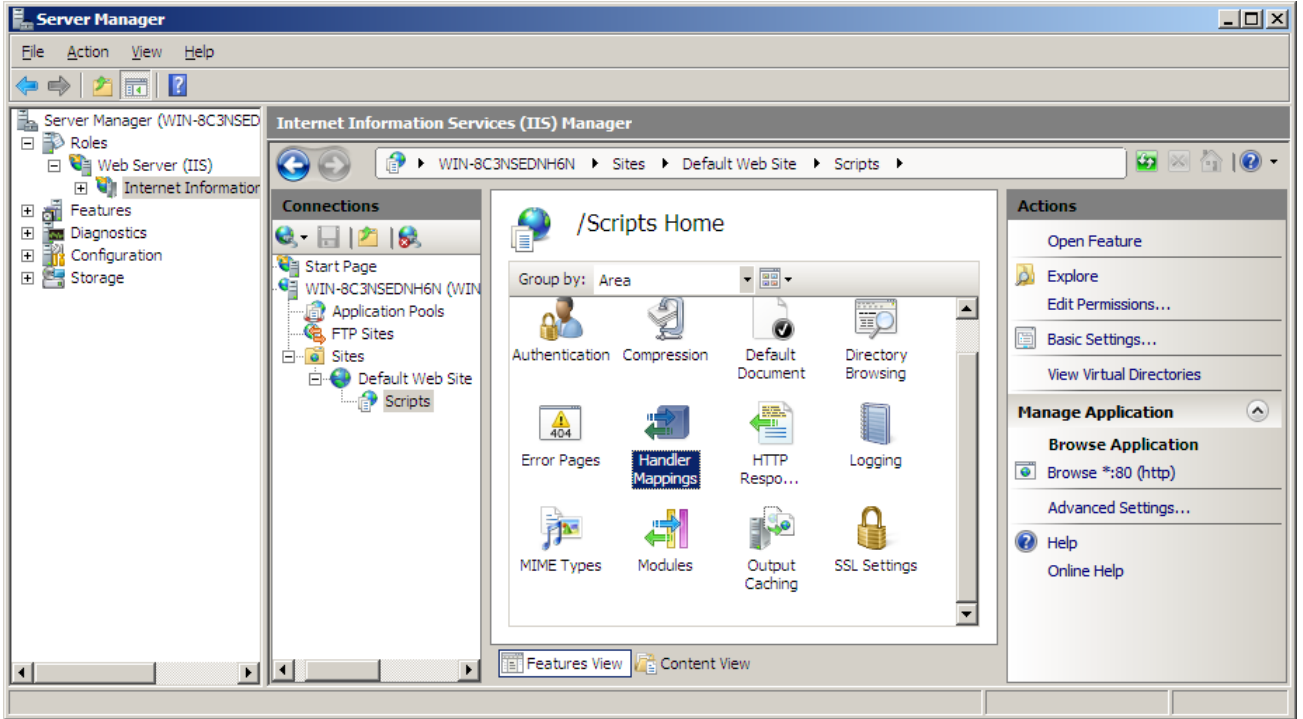 Server Manager
File Action View Help
Server Manager (WIN-8C3NSED
Roles
Web Server (IIS)
Internet Information
Features
Diagnostics
Configuration
Storage
Internet Information Services (IIS) Manager
WIN-8C3NSEDNH6N Sites Default Web Site Scripts
Connections
Start Page
WIN-8C3NSEDNH6N (WIN
Application Pools
FTP Sites
Sites
Default Web Site
Scripts
/Scripts Home
Group by: Area
Authentication Compression Default Directory
Document Browsing
404
Error Pages Handler HTTP Logging
Mappings Respo...
MIME Types Modules Output SSL Settings
Caching
Features View Content View
Actions
Open Feature
Explore
Edit Permissions...
Basic Settings...
View Virtual Directories
Manage Application
Browse Application
Browse *:80 (http)
Advanced Settings...
Help
Online Help